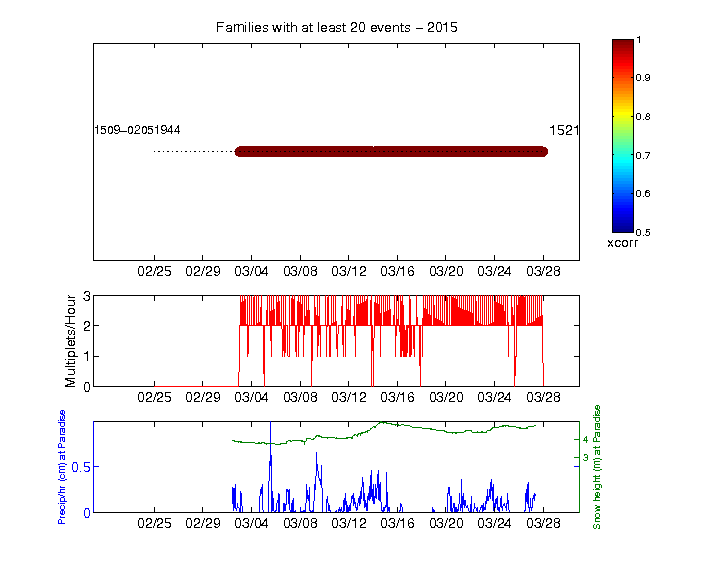 Families with at least 20 events − 2015
1509−02051944
1521
02/25 02/29 03/04 03/08 03/12 03/16 03/20 03/24 03/28
1
0.9
0.8
0.7
0.6
0.5
xcorr
Multiplets/Hour
3
2
1
0
02/25 02/29 03/04 03/08 03/12 03/16 03/20 03/24 03/28
Precip/hr (cm) at Paradise
0.5
0
4
3
Snow height (m) at Paradise
02/25 02/29 03/04 03/08 03/12 03/16 03/20 03/24 03/28